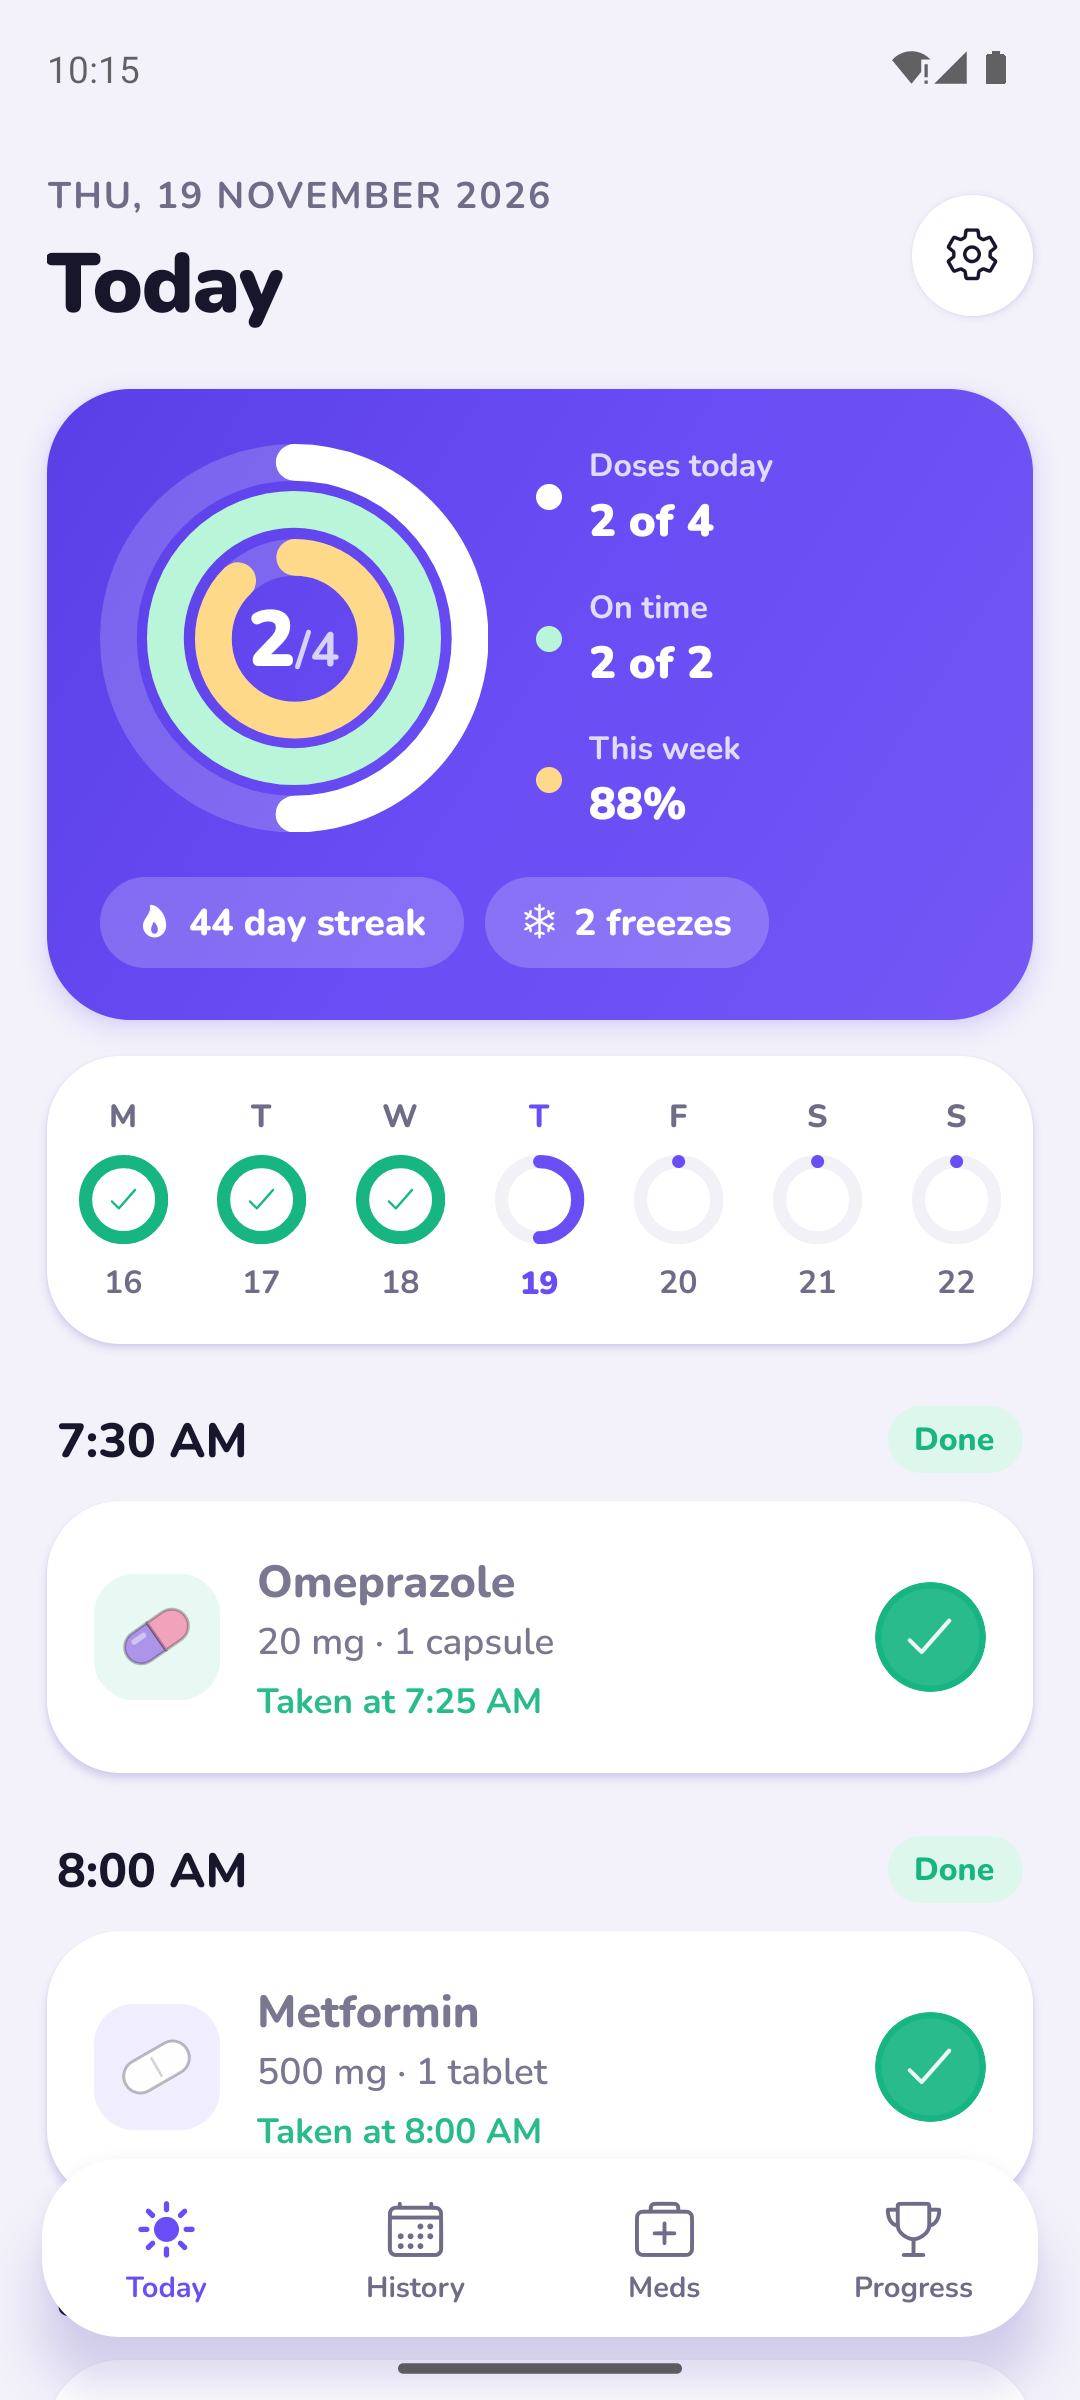 10:15
THU, 19 NOVEMBER 2026
Today
2/4
Doses today
2 of 4
On time
2 of 2
This week
88%
44 day streak
2 freezes
M T W T F S S
16 17 18 19 20 21 22
7:30 AM
Done
Omeprazole
20 mg · 1 capsule
Taken at 7:25 AM
8:00 AM
Done
Metformin
500 mg · 1 tablet
Taken at 8:00 AM
Today History Meds Progress